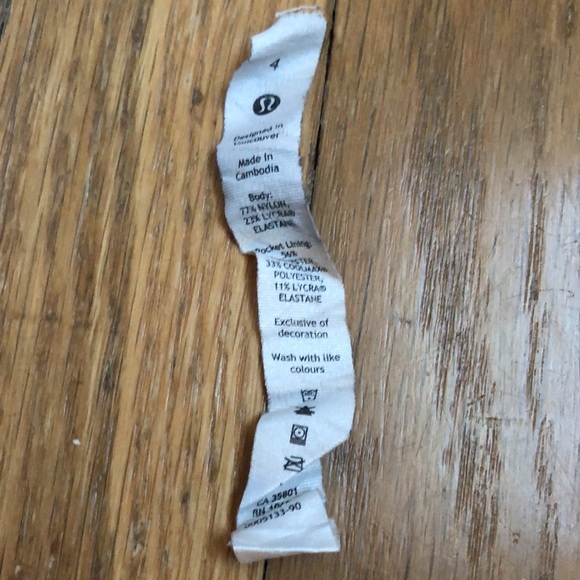 4
Designed in
Vancouver
Made in
Cambodia
Body:
77% NYLON,
23% LYCRA®
ELASTANE
Pocket Lining:
56%
33% COOLMAX®
POLYESTER,
11% LYCRA®
ELASTANE
Exclusive of
decoration
Wash with like
colours
CA 35801
RN